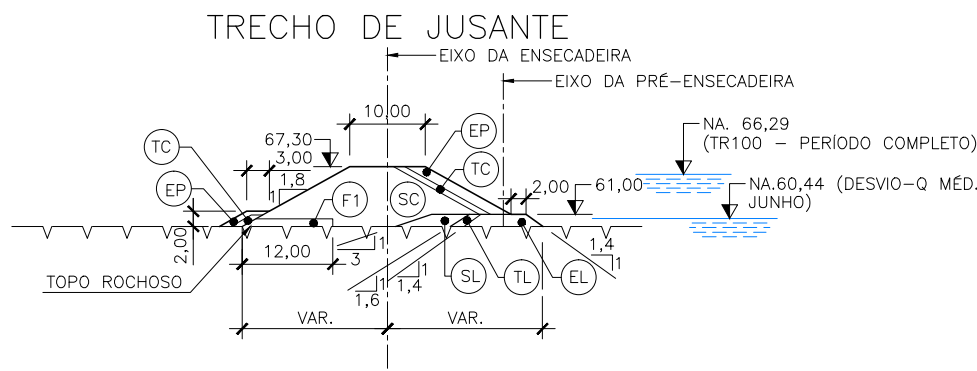 TRECHO DE JUSANTE
EIXO DA ENSECADEIRA
EIXO DA PRÉ-ENSECADEIRA
10,00
EP
NA. 66,29
(TR100 - PERÍODO COMPLETO)
TC
67,30
3,00
TC
1,8
1
EP
SC
2,00
61,00
NA.60,44 (DESVIO-Q MÉD.
JUNHO)
F1
2,00
12,00
1
3
1,4
1
TOPO ROCHOSO
1
1,6
1
1,4
SL
TL
EL
VAR.
VAR.